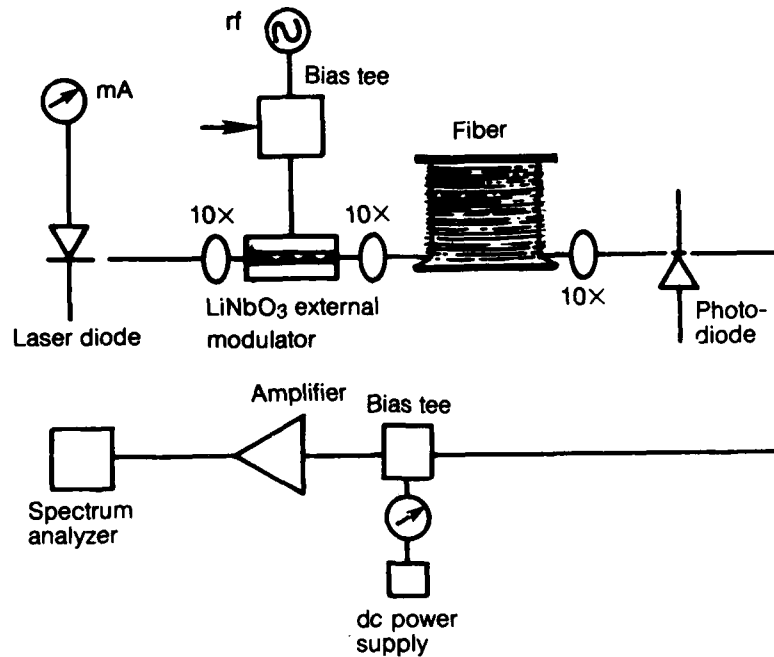 rf
Bias tee
mA
Fiber
10×
10×
10×
LiNbO₃ external
modulator
Laser diode
Photo-
diode
Amplifier
Bias tee
Spectrum
analyzer
dc power
supply